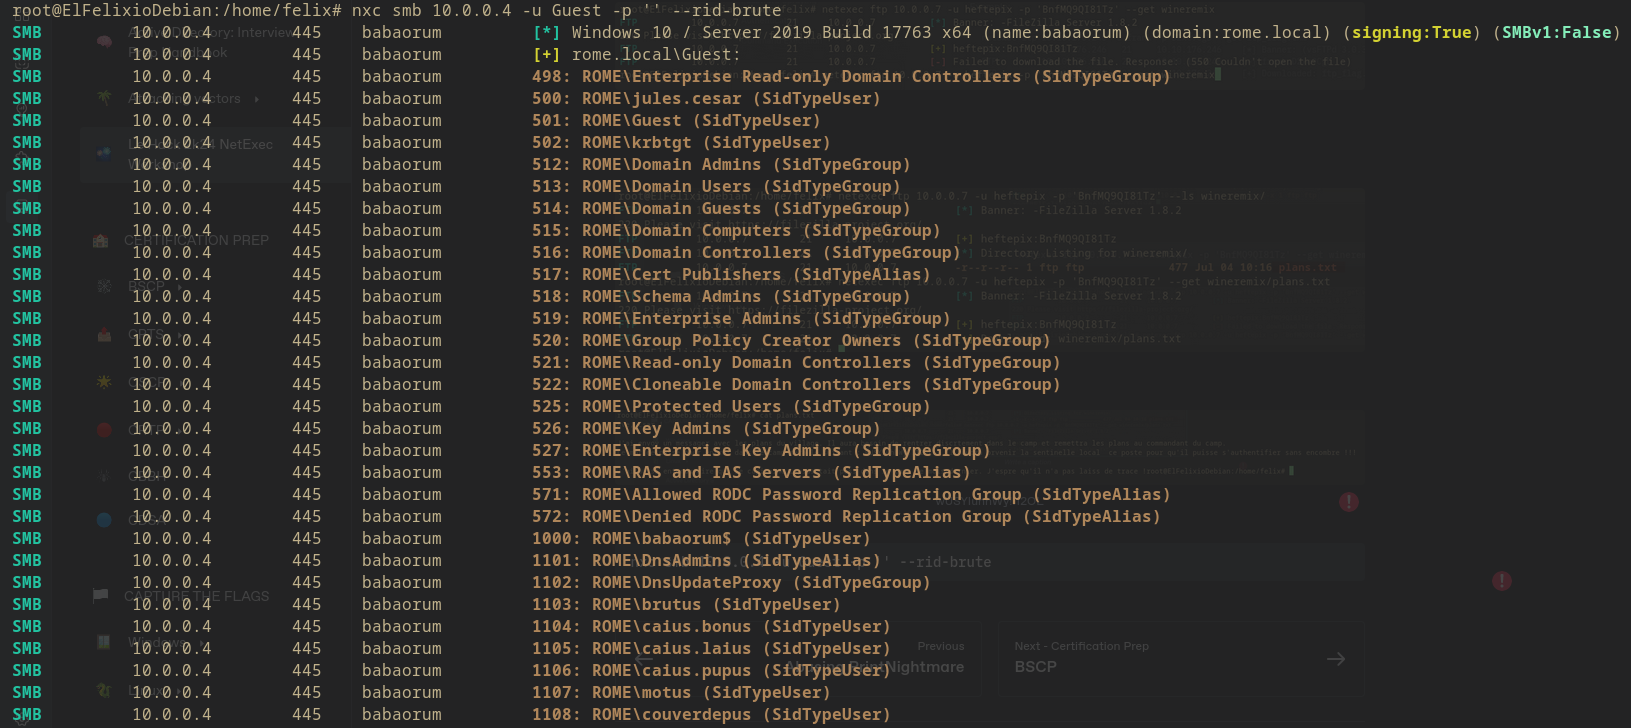 root@ElFelixioDebian:/home/felix# nxc smb 10.0.0.4 -u Guest -p '' --rid-brute
SMB 10.0.0.4 445 babaorum [*] Windows 10 / Server 2019 Build 17763 x64 (name:babaorum) (domain:rome.local) (signing:True) (SMBv1:False)
SMB 10.0.0.4 445 babaorum [+] rome.local\Guest:
SMB 10.0.0.4 445 babaorum 498: ROME\Enterprise Read-only Domain Controllers (SidTypeGroup)
SMB 10.0.0.4 445 babaorum 500: ROME\jules.cesar (SidTypeUser)
SMB 10.0.0.4 445 babaorum 501: ROME\Guest (SidTypeUser)
SMB 10.0.0.4 445 babaorum 502: ROME\krbtgt (SidTypeUser)
SMB 10.0.0.4 445 babaorum 512: ROME\Domain Admins (SidTypeGroup)
SMB 10.0.0.4 445 babaorum 513: ROME\Domain Users (SidTypeGroup)
SMB 10.0.0.4 445 babaorum 514: ROME\Domain Guests (SidTypeGroup)
SMB 10.0.0.4 445 babaorum 515: ROME\Domain Computers (SidTypeGroup)
SMB 10.0.0.4 445 babaorum 516: ROME\Domain Controllers (SidTypeGroup)
SMB 10.0.0.4 445 babaorum 517: ROME\Cert Publishers (SidTypeAlias)
SMB 10.0.0.4 445 babaorum 518: ROME\Schema Admins (SidTypeGroup)
SMB 10.0.0.4 445 babaorum 519: ROME\Enterprise Admins (SidTypeGroup)
SMB 10.0.0.4 445 babaorum 520: ROME\Group Policy Creator Owners (SidTypeGroup)
SMB 10.0.0.4 445 babaorum 521: ROME\Read-only Domain Controllers (SidTypeGroup)
SMB 10.0.0.4 445 babaorum 522: ROME\Cloneable Domain Controllers (SidTypeGroup)
SMB 10.0.0.4 445 babaorum 525: ROME\Protected Users (SidTypeGroup)
SMB 10.0.0.4 445 babaorum 526: ROME\Key Admins (SidTypeGroup)
SMB 10.0.0.4 445 babaorum 527: ROME\Enterprise Key Admins (SidTypeGroup)
SMB 10.0.0.4 445 babaorum 553: ROME\RAS and IAS Servers (SidTypeAlias)
SMB 10.0.0.4 445 babaorum 571: ROME\Allowed RODC Password Replication Group (SidTypeAlias)
SMB 10.0.0.4 445 babaorum 572: ROME\Denied RODC Password Replication Group (SidTypeAlias)
SMB 10.0.0.4 445 babaorum 1000: ROME\babaorum$ (SidTypeUser)
SMB 10.0.0.4 445 babaorum 1101: ROME\DnsAdmins (SidTypeAlias)
SMB 10.0.0.4 445 babaorum 1102: ROME\DnsUpdateProxy (SidTypeGroup)
SMB 10.0.0.4 445 babaorum 1103: ROME\brutus (SidTypeUser)
SMB 10.0.0.4 445 babaorum 1104: ROME\caius.bonus (SidTypeUser)
SMB 10.0.0.4 445 babaorum 1105: ROME\caius.laius (SidTypeUser)
SMB 10.0.0.4 445 babaorum 1106: ROME\caius.pupus (SidTypeUser)
SMB 10.0.0.4 445 babaorum 1107: ROME\motus (SidTypeUser)
SMB 10.0.0.4 445 babaorum 1108: ROME\couverdepus (SidTypeUser)
CERTIFICATION PREP
CAPTURE THE FLAGS
Previous
Next - Certification Prep
BSCP